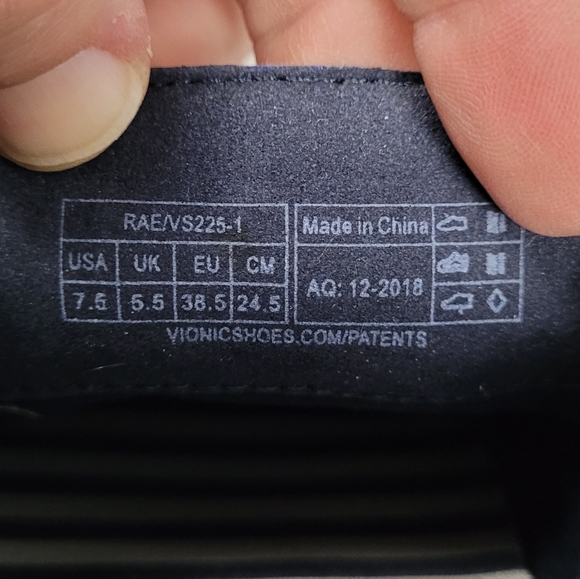 RAE/VS225-1
USA UK EU CM
7.5 5.5 38.5 24.5
Made in China
AQ: 12-2018
VIONICSHOES.COM/PATENTS